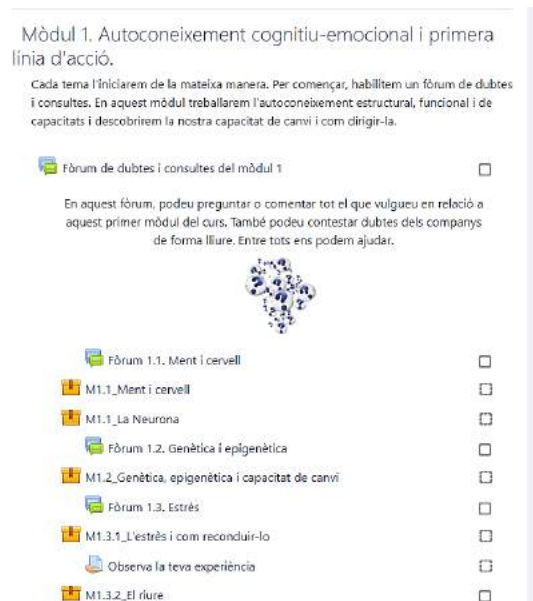 Mòdul 1. Autoconeixement cognitiu-emocional i primera
línia d'acció.
Cada tema l'iniciarem de la mateixa manera. Per començar, habilitem un fòrum de dubtes
i consultes. En aquest mòdul treballarem l'autoconeixement estructural, funcional i de
capacitats i descobrirem la nostra capacitat de canvi i com dirigir-la.
Fòrum de dubtes i consultes del mòdul 1
En aquest fòrum, podeu preguntar o comentar tot el que vulgueu en relació a
aquest primer mòdul del curs. També podeu contestar dubtes dels companys
de forma lliure. Entre tots ens podem ajudar.
Fòrum 1.1. Ment i cervell
M1.1_Ment i cervell
M1.1_La Neurona
Fòrum 1.2. Genètica i epigenètica
M1.2_Genètica, epigenètica i capacitat de canvi
Fòrum 1.3. Estrès
M1.3.1_L'estrès i com reconduir-lo
Observa la teva experiència
M1.3.2_El riure